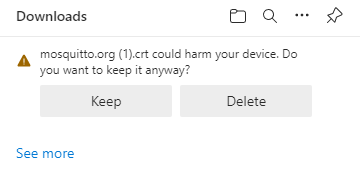 Downloads
mosquitto.org (1).crt could harm your device. Do
you want to keep it anyway?
Keep Delete
See more